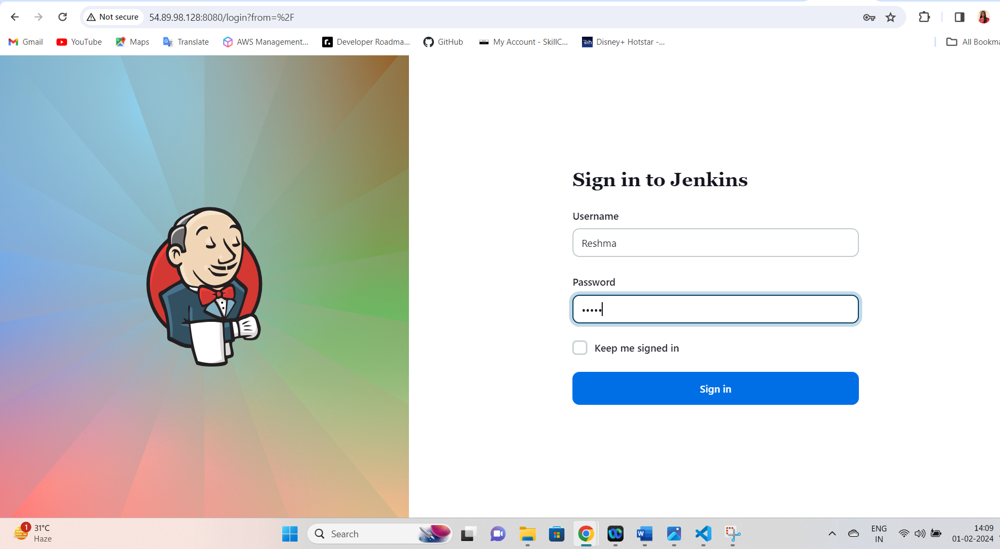 Not secure 54.89.98.128:8080/login?from=%2F
Gmail YouTube Maps Translate AWS Management... Developer Roadma... GitHub My Account - SkillC... Disney+ Hotstar -... All Bookma
Sign in to Jenkins
Username
Reshma
Password
•••••
Keep me signed in
Sign in
1
31°C
Haze
Search
ENG
IN
14:09
01-02-2024